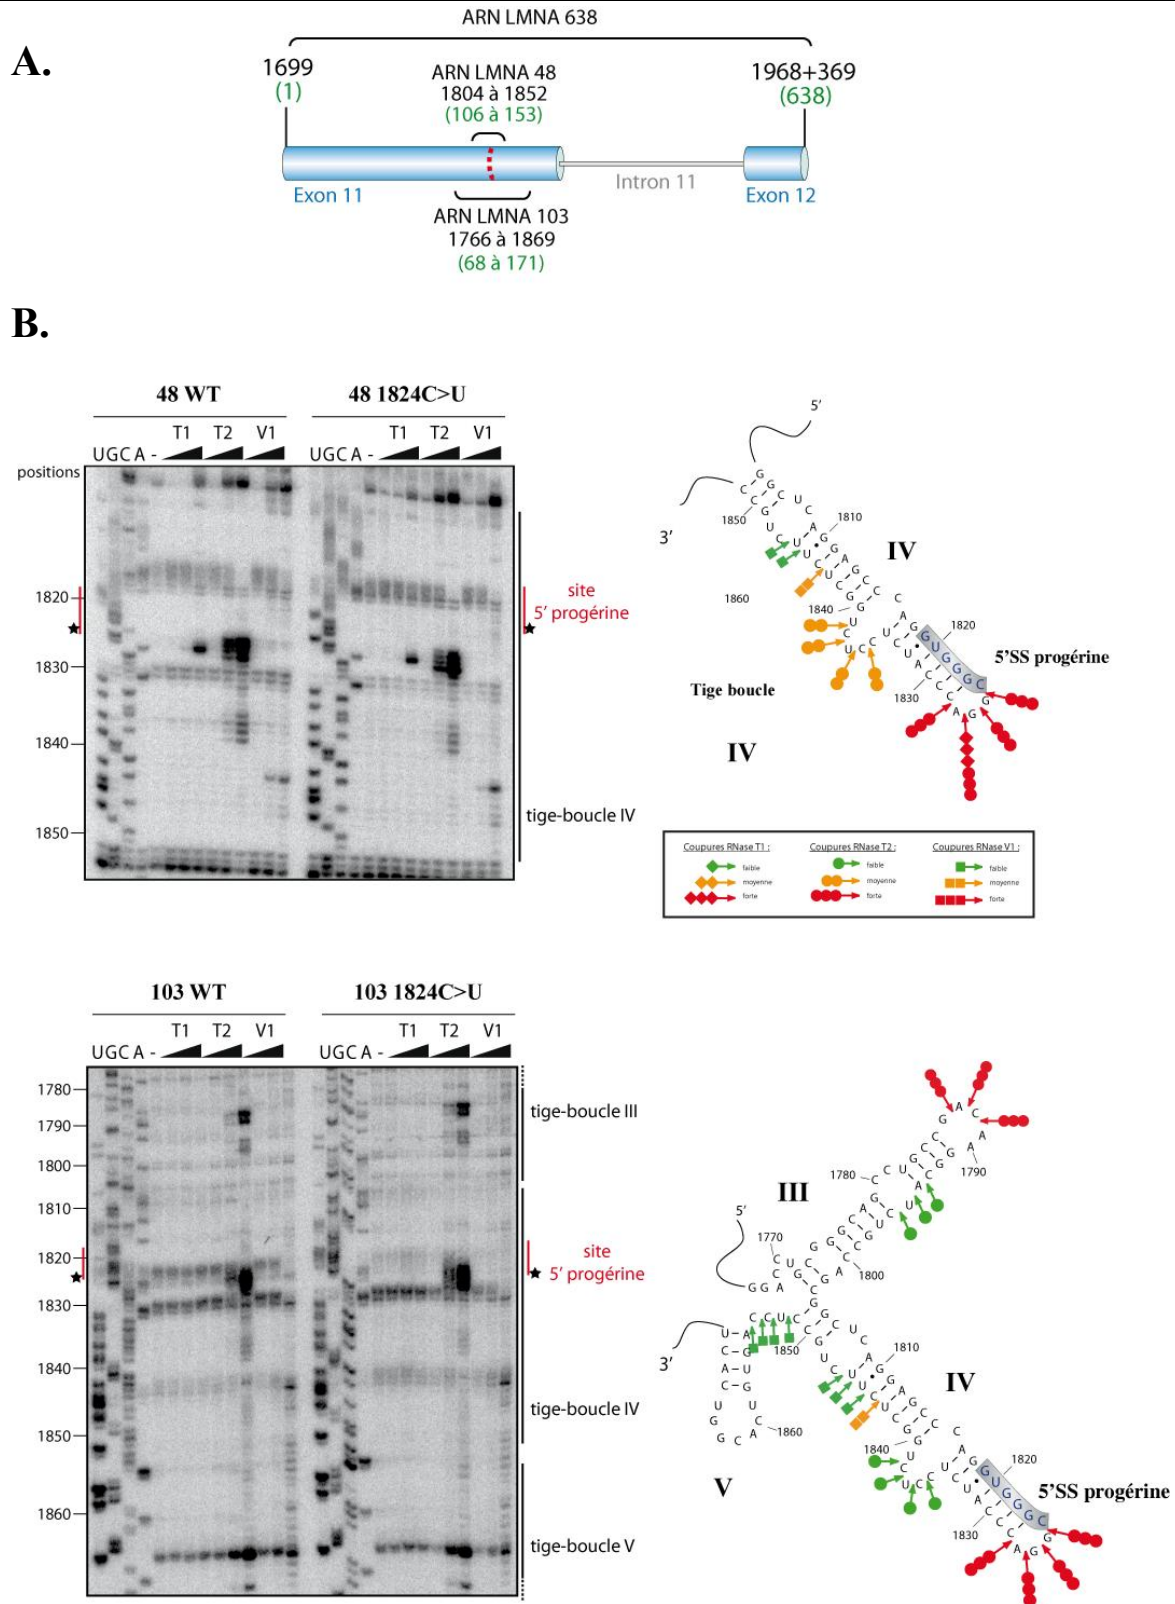 A.
ARN LMNA 638
1699
(1)
ARN LMNA 48
1804 à 1852
(106 à 153)
1968+369
(638)
Exon 11
Intron 11
Exon 12
ARN LMNA 103
1766 à 1869
(68 à 171)
B.
48 WT
48 1824C>U
T1 T2 V1
T1 T2 V1
UGCA -
UGCA -
positions
1820
1830
1840
1850
site
5' progérine
tige-boucle IV
5'
3'
1850
1810
IV
1860
1840
1820
5'SS progérine
GUGGGC
1830
Tige boucle
IV
Coupures RNase T1 :
faible
moyenne
forte
Coupures RNase T2 :
faible
moyenne
forte
Coupures RNase V1 :
faible
moyenne
forte
103 WT
103 1824C>U
T1 T2 V1
T1 T2 V1
UGCA -
UGCA -
1780
1790
1800
1810
1820
1830
1840
1850
1860
tige-boucle III
site
5' progérine
tige-boucle IV
tige-boucle V
1790
1780
III
5'
1770
1800
3'
1850
1810
IV
1860
V
1840
1820
5'SS progérine
GUGGGC
1830